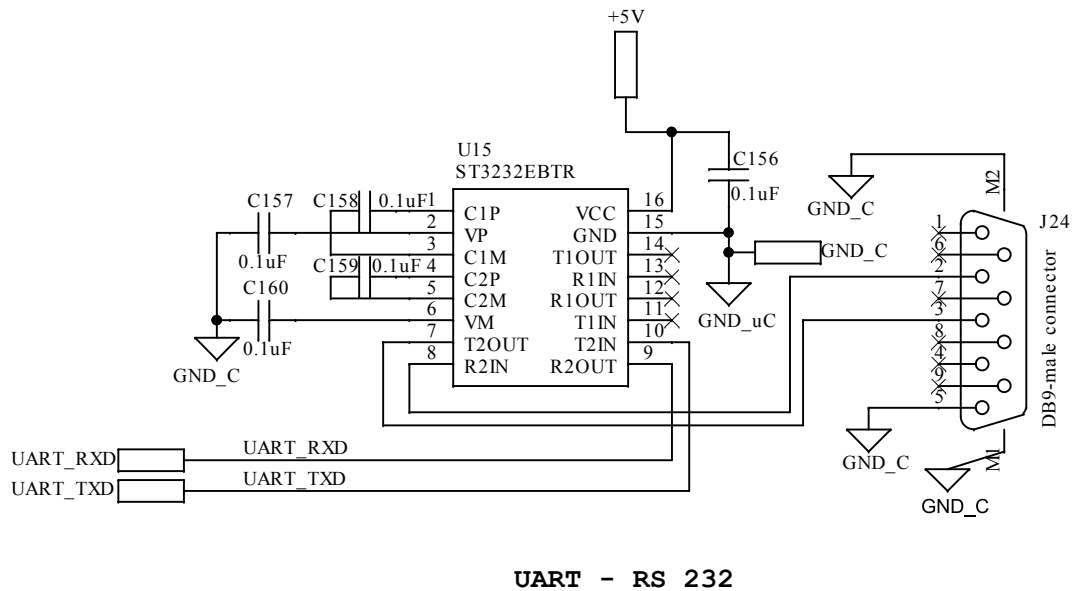 +5V
U15
ST3232EBTR
C156
0.1uF
C157
0.1uF
C158
0.1uF
C159
0.1uF
C160
0.1uF
GND_C
1
2
3
4
5
6
7
8
C1P
VP
C1M
C2P
C2M
VM
T2OUT
R2IN
VCC
GND
T1OUT
R1IN
R1OUT
T1IN
T2IN
R2OUT
16
15
14
13
12
11
10
9
GND_C
GND_uC
GND_C
M2
J24
1
6
2
7
3
8
4
9
5
DB9-male connector
GND_C
M1
GND_C
UART_RXD
UART_RXD
UART_TXD
UART_TXD
UART - RS 232